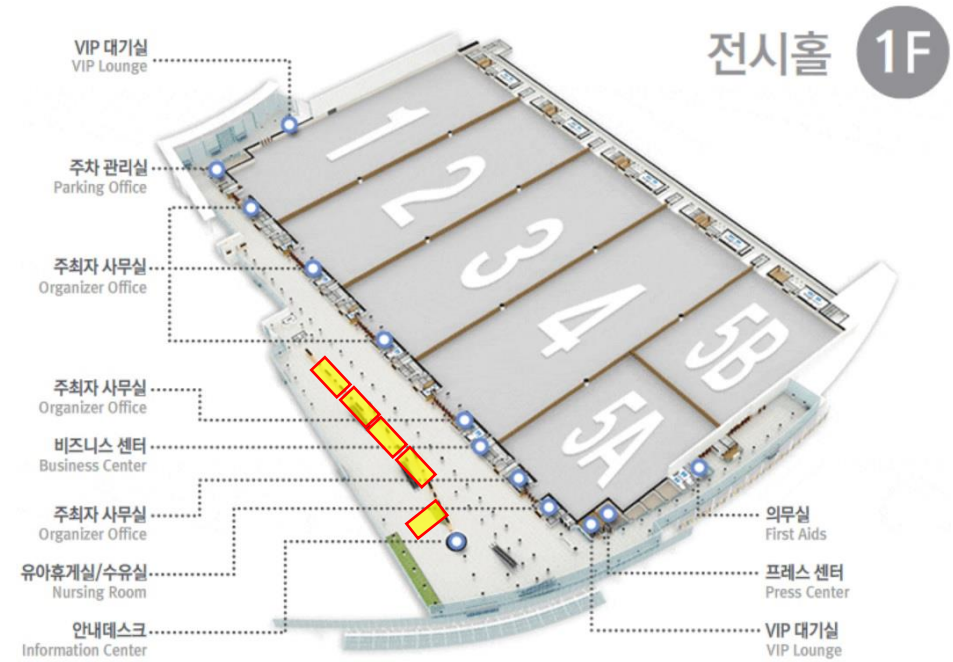 전시홀 1F
VIP 대기실
VIP Lounge
주차 관리실
Parking Office
주최자 사무실
Organizer Office
주최자 사무실
Organizer Office
비즈니스 센터
Business Center
주최자 사무실
Organizer Office
유아휴게실/수유실
Nursing Room
안내데스크
Information Center
1
2
3
4
5B
5A
의무실
First Aids
프레스 센터
Press Center
VIP 대기실
VIP Lounge